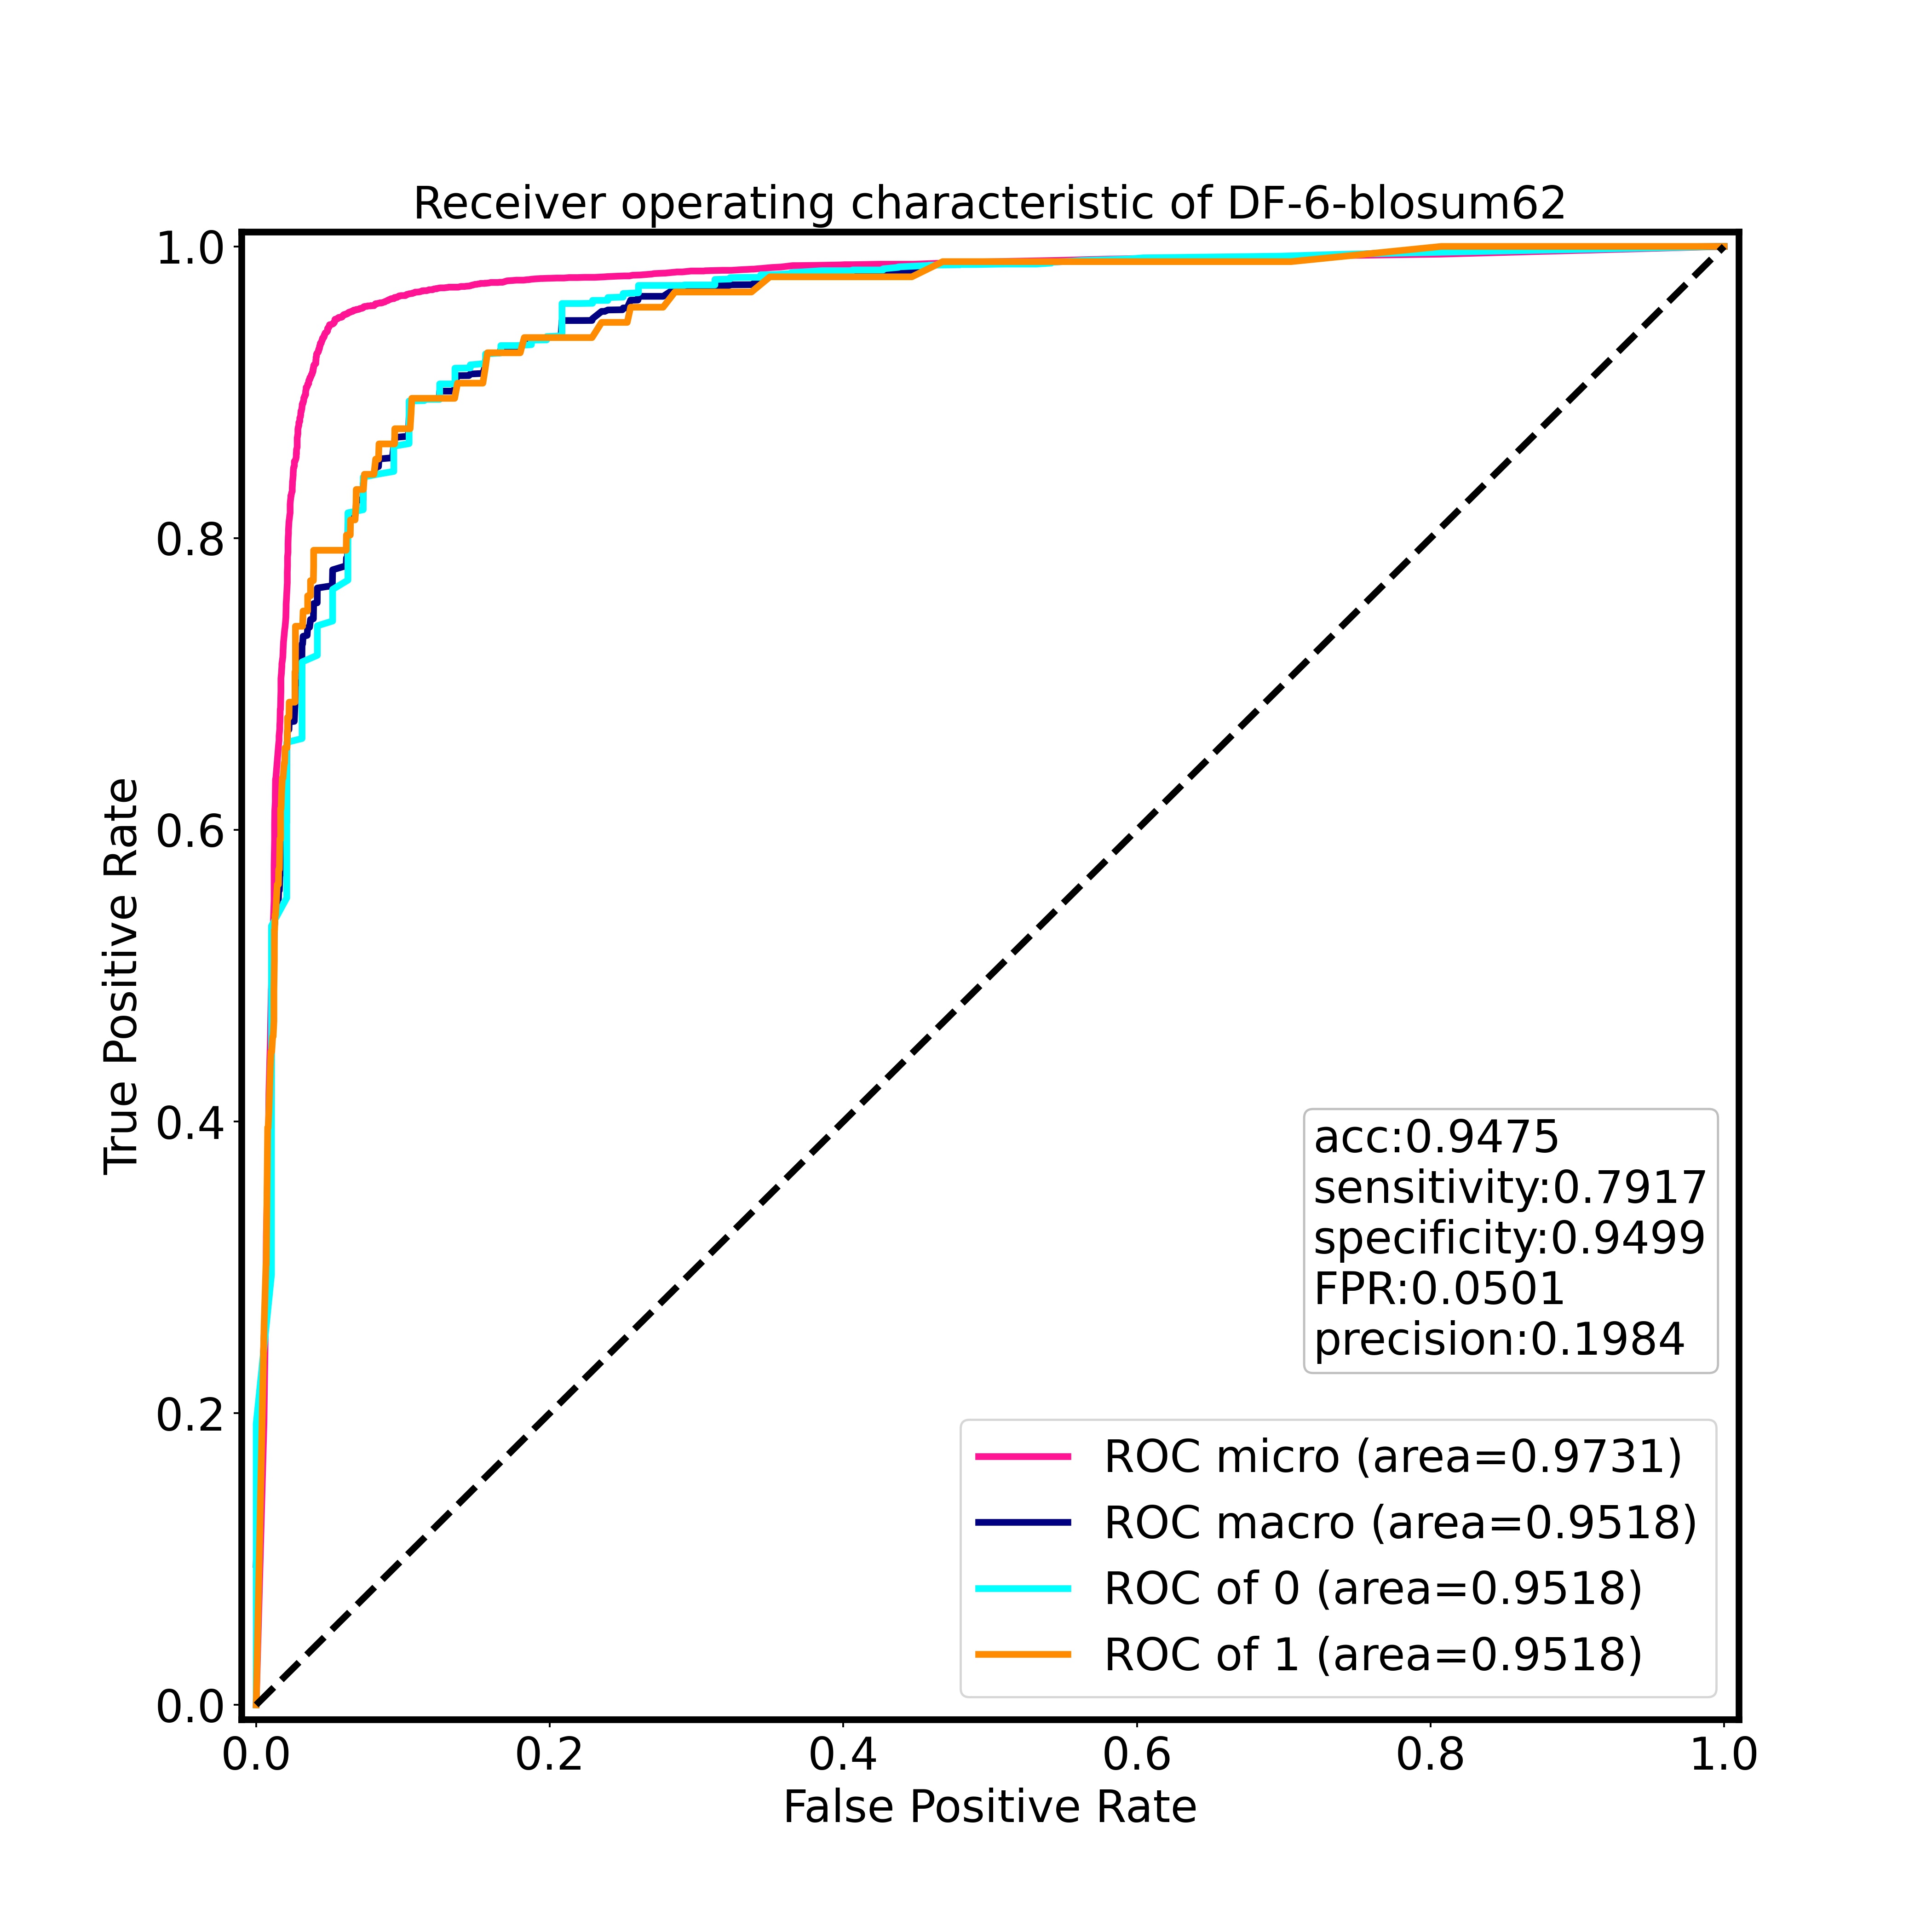 Receiver operating characteristic of DF-6-blosum62
1.0
0.8
0.6
0.4
0.2
0.0
True Positive Rate
acc:0.9475
sensitivity:0.7917
specificity:0.9499
FPR:0.0501
precision:0.1984
ROC micro (area=0.9731)
ROC macro (area=0.9518)
ROC of 0 (area=0.9518)
ROC of 1 (area=0.9518)
0.0 0.2 0.4 0.6 0.8 1.0
False Positive Rate